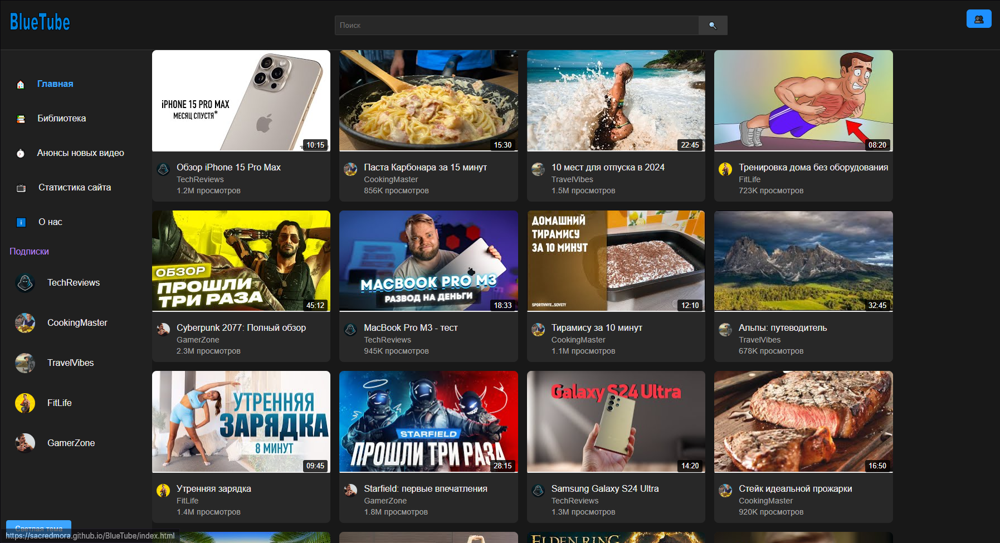 BlueTube
Поиск
Главная
Библиотека
Анонсы новых видео
Статистика сайта
О нас
Подписки
TechReviews
CookingMaster
TravelVibes
FitLife
GamerZone
Светлая тема
https://sacredmora.github.io/BlueTube/index.html
iPHONE 15 PRO MAX
МЕСЯЦ СПУСТЯ*
10:15
Обзор iPhone 15 Pro Max
TechReviews
1.2M просмотров
15:30
Паста Карбонара за 15 минут
CookingMaster
856K просмотров
22:45
10 мест для отпуска в 2024
TravelVibes
1.5M просмотров
08:20
Тренировка дома без оборудования
FitLife
723K просмотров
ОБЗОР
ПРОШЛИ
ТРИ РАЗА
45:12
Cyberpunk 2077: Полный обзор
GamerZone
2.3M просмотров
MACBOOK PRO M3
РАЗВОД НА ДЕНЬГИ
18:33
MacBook Pro M3 - тест
TechReviews
945K просмотров
ДОМАШНИЙ
ТИРАМИСУ
ЗА 10 МИНУТ
SPORTIVNYE_SOVETY
12:10
Тирамису за 10 минут
CookingMaster
1.1M просмотров
32:45
Альпы: путеводитель
TravelVibes
678K просмотров
УТРЕННЯЯ
ЗАРЯДКА
8 МИНУТ
09:45
Утренняя зарядка
FitLife
1.4M просмотров
STARFIELD
ПРОШЛИ ТРИ РАЗА
28:15
Starfield: первые впечатления
GamerZone
1.8M просмотров
Galaxy S24 Ultra
14:20
Samsung Galaxy S24 Ultra
TechReviews
1.3M просмотров
16:50
Стейк идеальной прожарки
CookingMaster
920K просмотров
ELDEN RING